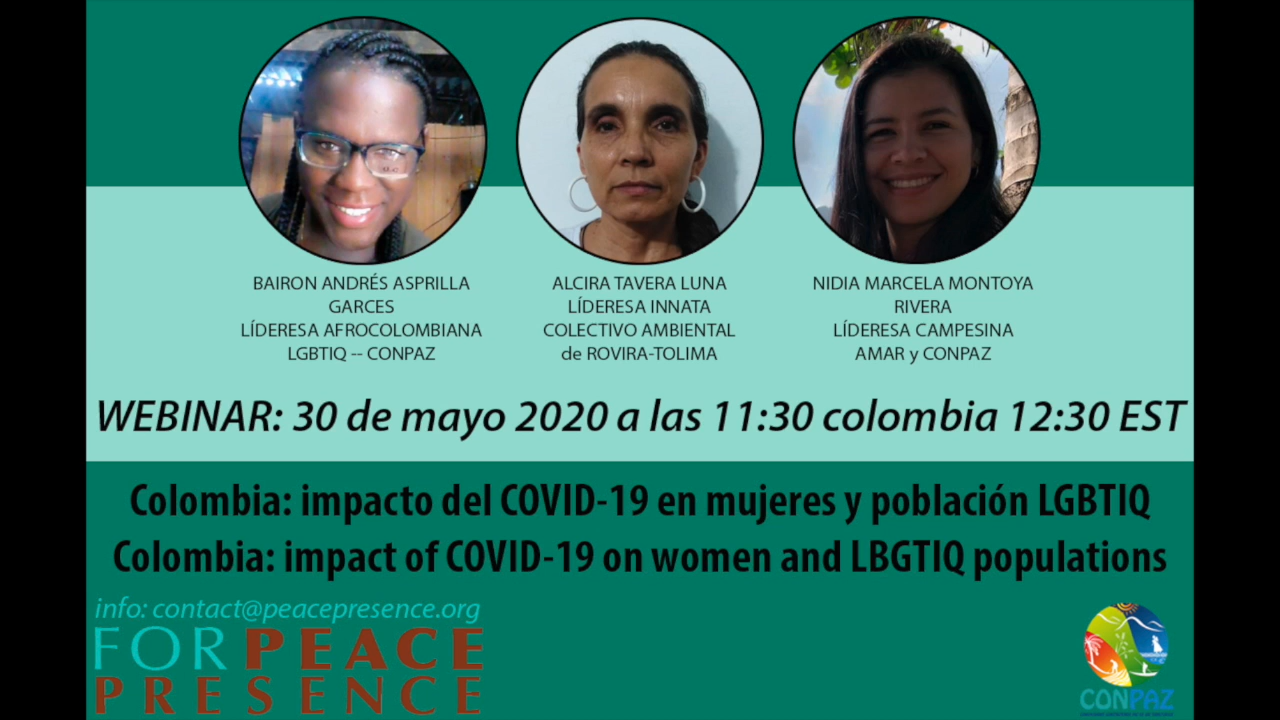 BAIRON ANDRÉS ASPRILLA
GARCES
LÍDERESA AFROCOLOMBIANA
LGBTIQ -- CONPAZ
ALCIRA TAVERA LUNA
LÍDERESA INNATA
COLECTIVO AMBIENTAL
de ROVIRA-TOLIMA
NIDIA MARCELA MONTOYA
RIVERA
LÍDERESA CAMPESINA
AMAR y CONPAZ
WEBINAR: 30 de mayo 2020 a las 11:30 colombia 12:30 EST
Colombia: impacto del COVID-19 en mujeres y población LGBTIQ
Colombia: impact of COVID-19 on women and LBGTIQ populations
info: contact@peacepresence.org
FOR PEACE
PRESENCE
CONPAZ